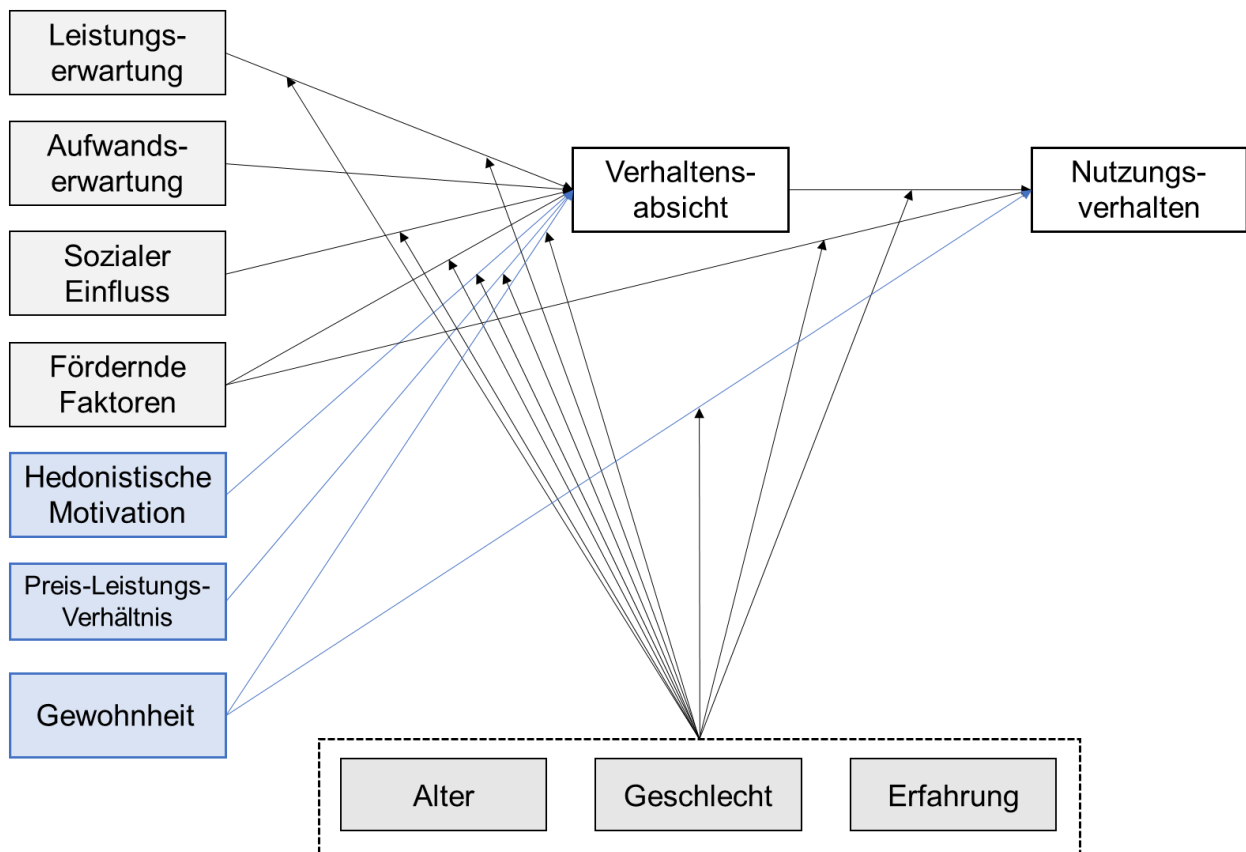 Leistungs-
erwartung
Aufwands-
erwartung
Sozialer
Einfluss
Fördernde
Faktoren
Hedonistische
Motivation
Preis-Leistungs-
Verhältnis
Gewohnheit
Verhaltens-
absicht
Nutzungs-
verhalten
Alter
Geschlecht
Erfahrung